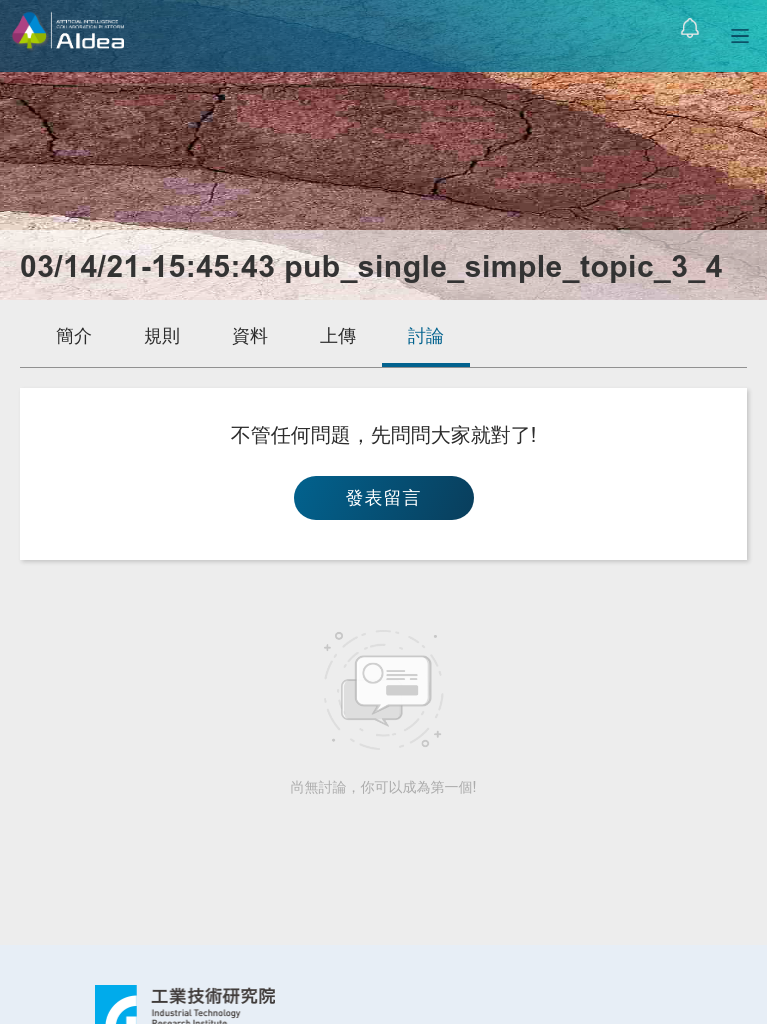 ARTIFICIAL INTELLIGENCE
COLLABORATION PLATFORM
AIdea
03/14/21-15:45:43 pub_single_simple_topic_3_4
簡介 規則 資料 上傳 討論
不管任何問題，先問問大家就對了!
發表留言
尚無討論，你可以成為第一個!
工業技術研究院
Industrial Technology
Research Institute